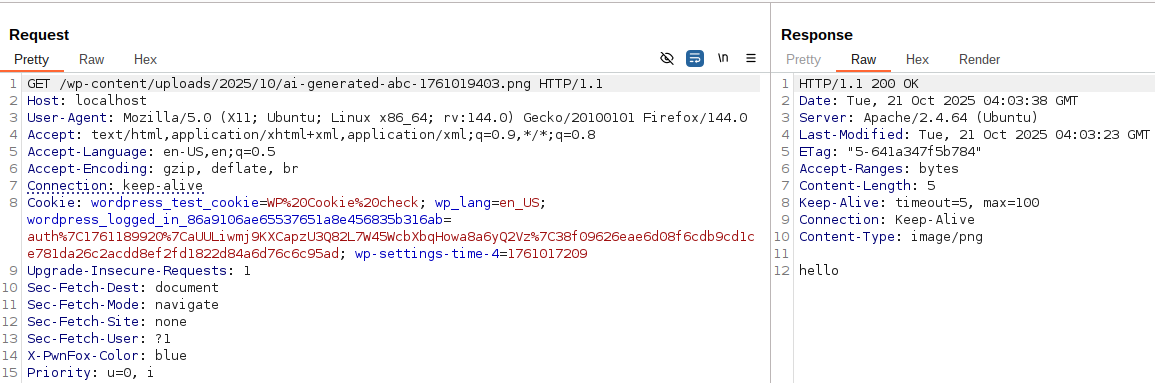 Request
Pretty Raw Hex
\n
1 GET /wp-content/uploads/2025/10/ai-generated-abc-1761019403.png HTTP/1.1
2 Host: localhost
3 User-Agent: Mozilla/5.0 (X11; Ubuntu; Linux x86_64; rv:144.0) Gecko/20100101 Firefox/144.0
4 Accept: text/html,application/xhtml+xml,application/xml;q=0.9,*/*;q=0.8
5 Accept-Language: en-US,en;q=0.5
6 Accept-Encoding: gzip, deflate, br
7 Connection: keep-alive
8 Cookie: wordpress_test_cookie=WP%20Cookie%20check; wp_lang=en_US;
wordpress_logged_in_86a9106ae65537651a8e456835b316ab=
auth%7C1761189920%7CaUULiwmj9KXCapzU3Q82L7W45WcbXbqHowa8a6yQ2Vz%7C38f09626eae6d08f6cdb9cd1c
e781da26c2acdd8ef2fd1822d84a6d76c6c95ad; wp-settings-time-4=1761017209
9 Upgrade-Insecure-Requests: 1
10 Sec-Fetch-Dest: document
11 Sec-Fetch-Mode: navigate
12 Sec-Fetch-Site: none
13 Sec-Fetch-User: ?1
14 X-PwnFox-Color: blue
15 Priority: u=0, i
Response
Pretty Raw Hex Render
1 HTTP/1.1 200 OK
2 Date: Tue, 21 Oct 2025 04:03:38 GMT
3 Server: Apache/2.4.64 (Ubuntu)
4 Last-Modified: Tue, 21 Oct 2025 04:03:23 GMT
5 ETag: "5-641a347f5b784"
6 Accept-Ranges: bytes
7 Content-Length: 5
8 Keep-Alive: timeout=5, max=100
9 Connection: Keep-Alive
10 Content-Type: image/png
11
12 hello